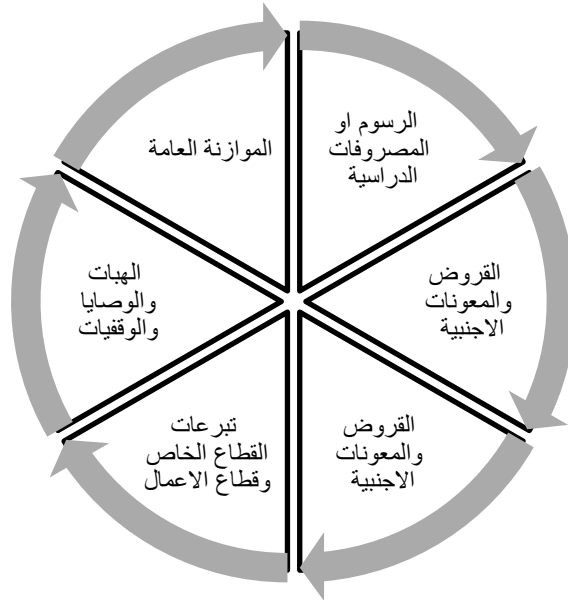 الرسوم او
المصروفات
الدراسية
القروض
والمعونات
الاجنبية
القروض
والمعونات
الاجنبية
تبرعات
القطاع الخاص
وقطاع الاعمال
الهبات
والوصايا
والوقفيات
الموازنة العامة